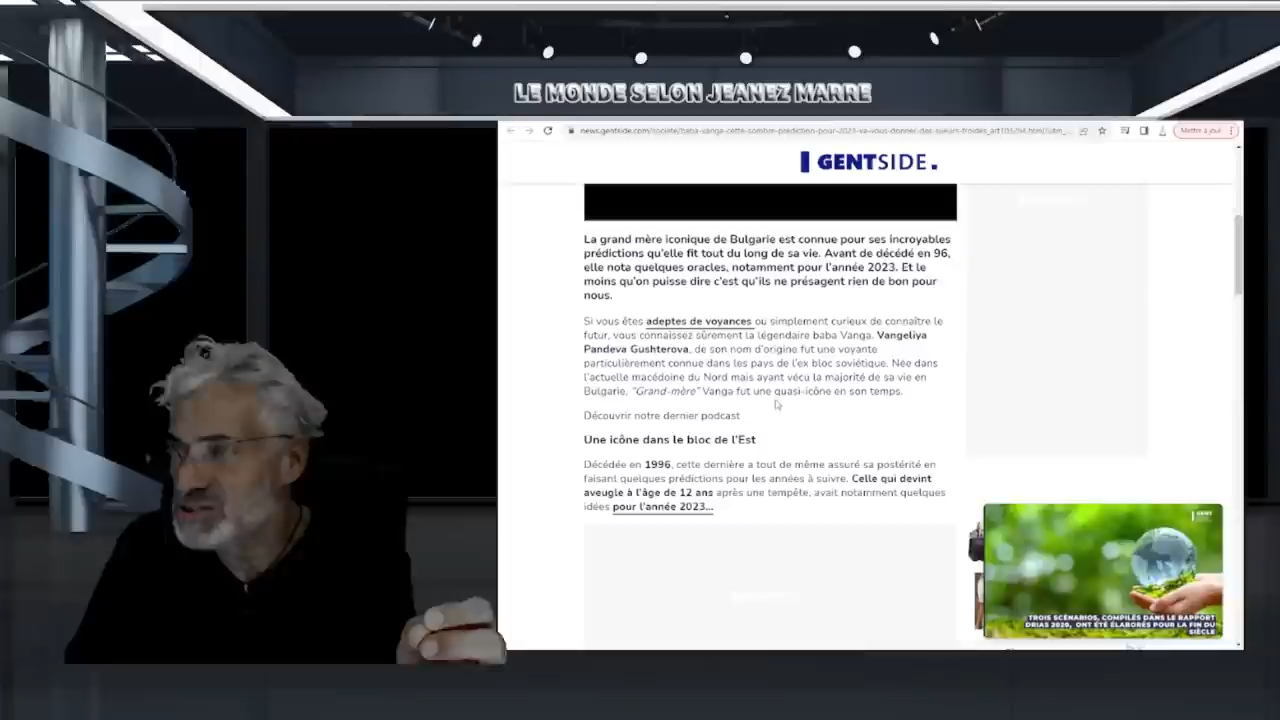 LE MONDE SELON JEANEZ MARRE
Mettre à jour
GENTSIDE.
La grand mère iconique de Bulgarie est connue pour ses incroyables
prédictions qu'elle fit tout du long de sa vie. Avant de décédé en 96,
elle nota quelques oracles, notamment pour l'année 2023. Et le
moins qu'on puisse dire c'est qu'ils ne présagent rien de bon pour
nous.
Si vous êtes adeptes de voyances ou simplement curieux de connaître le
futur, vous connaissez sûrement la légendaire baba Vanga. Vangeliya
Pandeva Gushterova, de son nom d'origine fut une voyante
particulièrement connue dans les pays de l'ex bloc soviétique. Née dans
l'actuelle macédoine du Nord mais ayant vécu la majorité de sa vie en
Bulgarie, "Grand-mère" Vanga fut une quasi-icône en son temps.
Découvrir notre dernier podcast
Une icône dans le bloc de l'Est
Décédée en 1996, cette dernière a tout de même assuré sa postérité en
faisant quelques prédictions pour les années à suivre. Celle qui devint
aveugle à l'âge de 12 ans après une tempête, avait notamment quelques
idées pour l'année 2023...
TROIS SCÉNARIOS, COMPILÉS DANS LE RAPPORT
DRIAS 2020, ONT ÉTÉ ÉLABORÉS POUR LA FIN DU
SIÈCLE